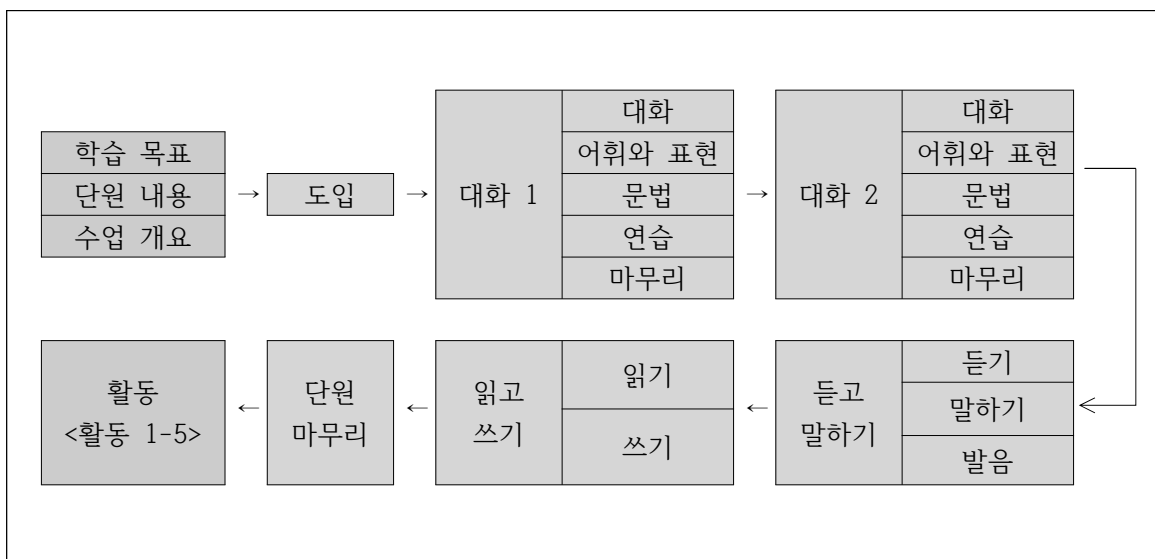 학습 목표
단원 내용
수업 개요
→
도입
→
대화 1
대화
어휘와 표현
문법
연습
마무리
→
대화 2
대화
어휘와 표현
문법
연습
마무리
듣고
말하기
듣기
말하기
발음
←
읽고
쓰기
읽기
쓰기
←
단원
마무리
←
활동
<활동 1-5>